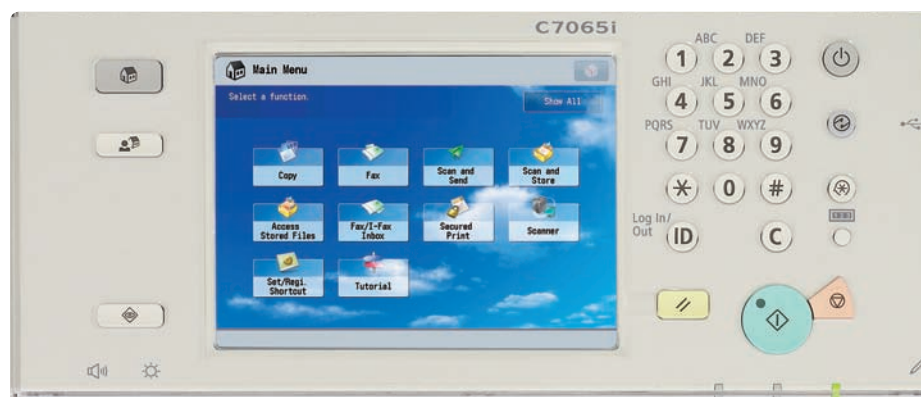 C7065i
Main Menu
Select a function.
Show All
Copy
Fax
Scan and
Send
Scan and
Store
Access
Stored Files
Fax/I-Fax
Inbox
Secured
Print
Scanner
Set/Regi.
Shortcut
Tutorial
ABC DEF
1 2 3
GHI JKL MNO
4 5 6
PQRS TUV WXYZ
7 8 9
* 0 #
Log In/
Out
ID C